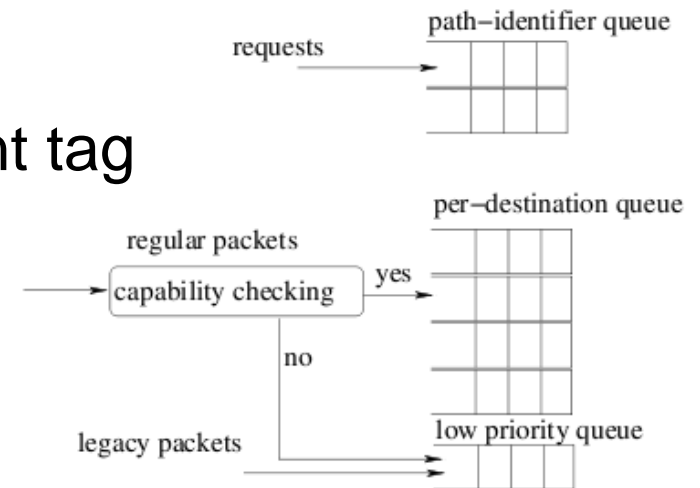 path-identifier queue
requests
tag
per-destination queue
regular packets
capability checking
yes
no
low priority queue
legacy packets